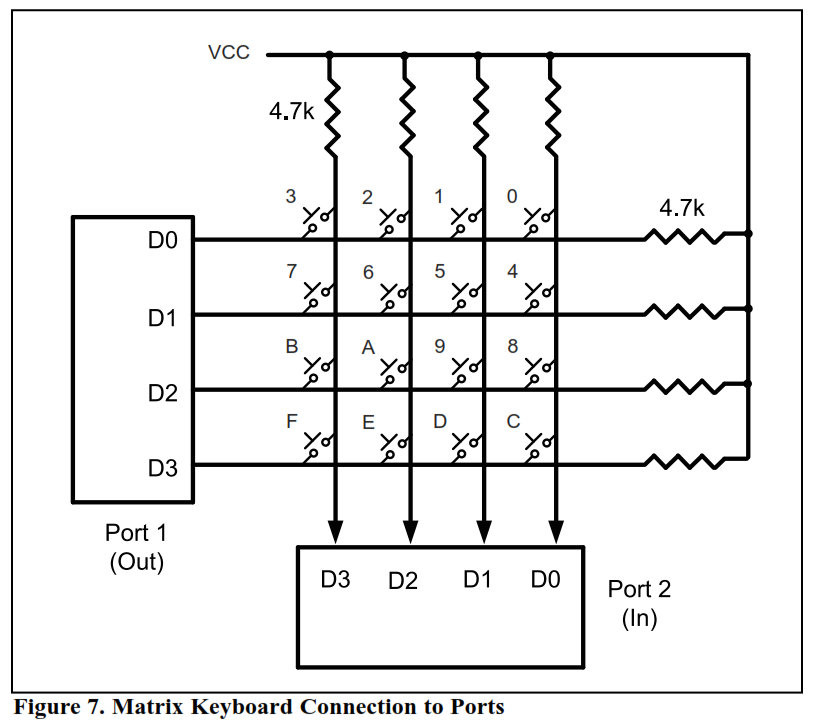 VCC
4.7k
3 2 1 0
4.7k
D0
7 6 5 4
D1
B A 9 8
D2
F E D C
D3
Port 1
(Out)
D3 D2 D1 D0
Port 2
(In)
Figure 7. Matrix Keyboard Connection to Ports